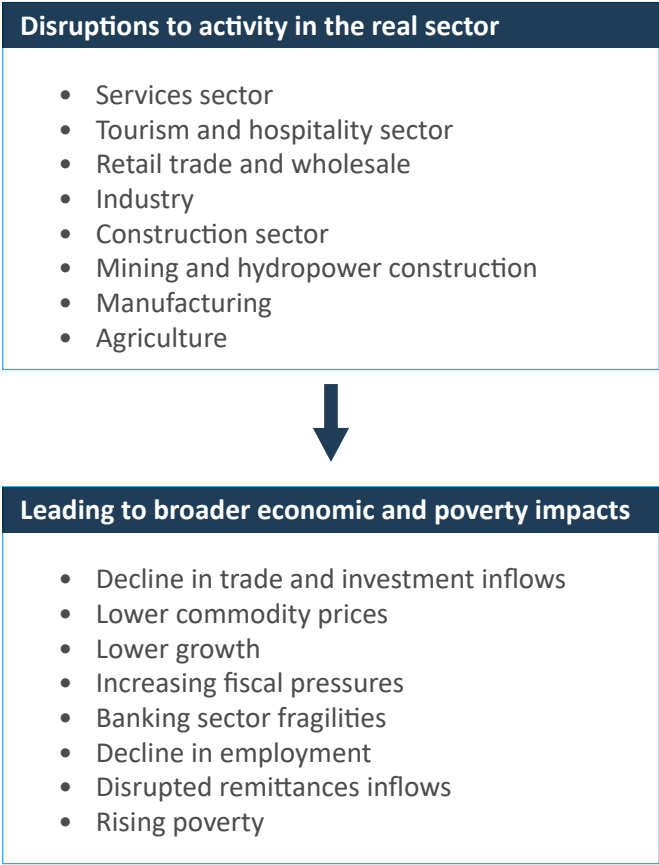 Disruptions to activity in the real sector
• Services sector
• Tourism and hospitality sector
• Retail trade and wholesale
• Industry
• Construction sector
• Mining and hydropower construction
• Manufacturing
• Agriculture
Leading to broader economic and poverty impacts
• Decline in trade and investment inflows
• Lower commodity prices
• Lower growth
• Increasing fiscal pressures
• Banking sector fragilities
• Decline in employment
• Disrupted remittances inflows
• Rising poverty